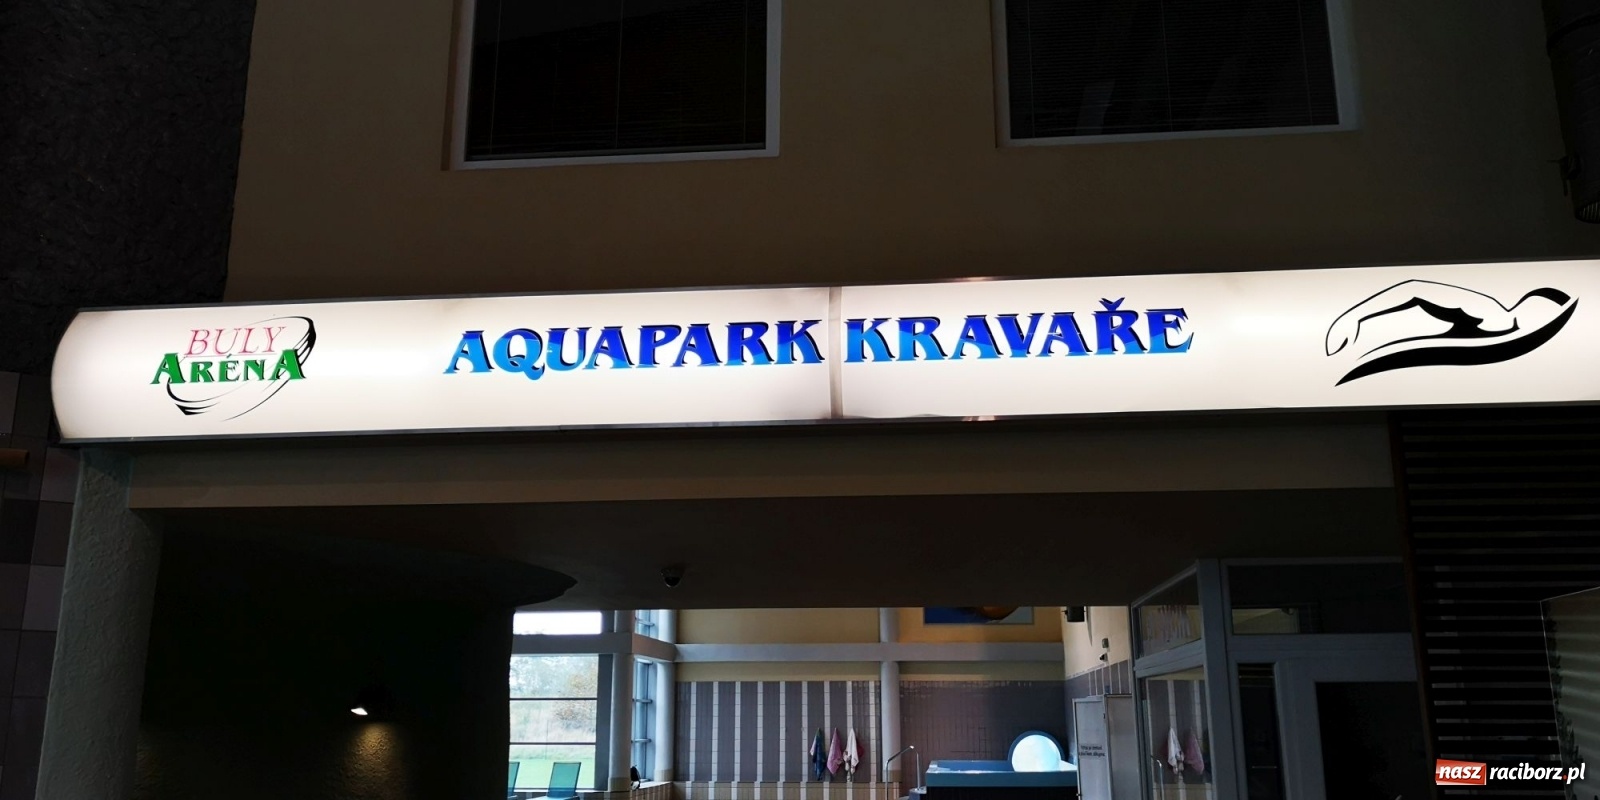 BULY
ARÉNA
AQUAPARK KRAVAŘE
nasz raciborz.pl